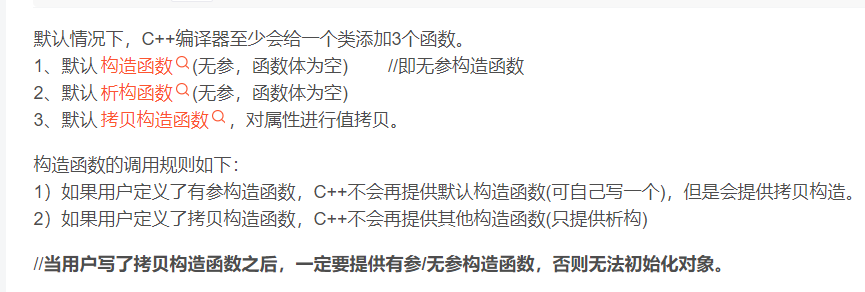 默认情况下，C++编译器至少会给一个类添加3个函数。
1、默认 构造函数(无参，函数体为空)　　//即无参构造函数
2、默认 析构函数(无参，函数体为空)
3、默认 拷贝构造函数，对属性进行值拷贝。
构造函数的调用规则如下：
1）如果用户定义了有参构造函数，C++不会再提供默认构造函数(可自己写一个)，但是会提供拷贝构造。
2）如果用户定义了拷贝构造函数，C++不会再提供其他构造函数(只提供析构)
//当用户写了拷贝构造函数之后，一定要提供有参/无参构造函数，否则无法初始化对象。